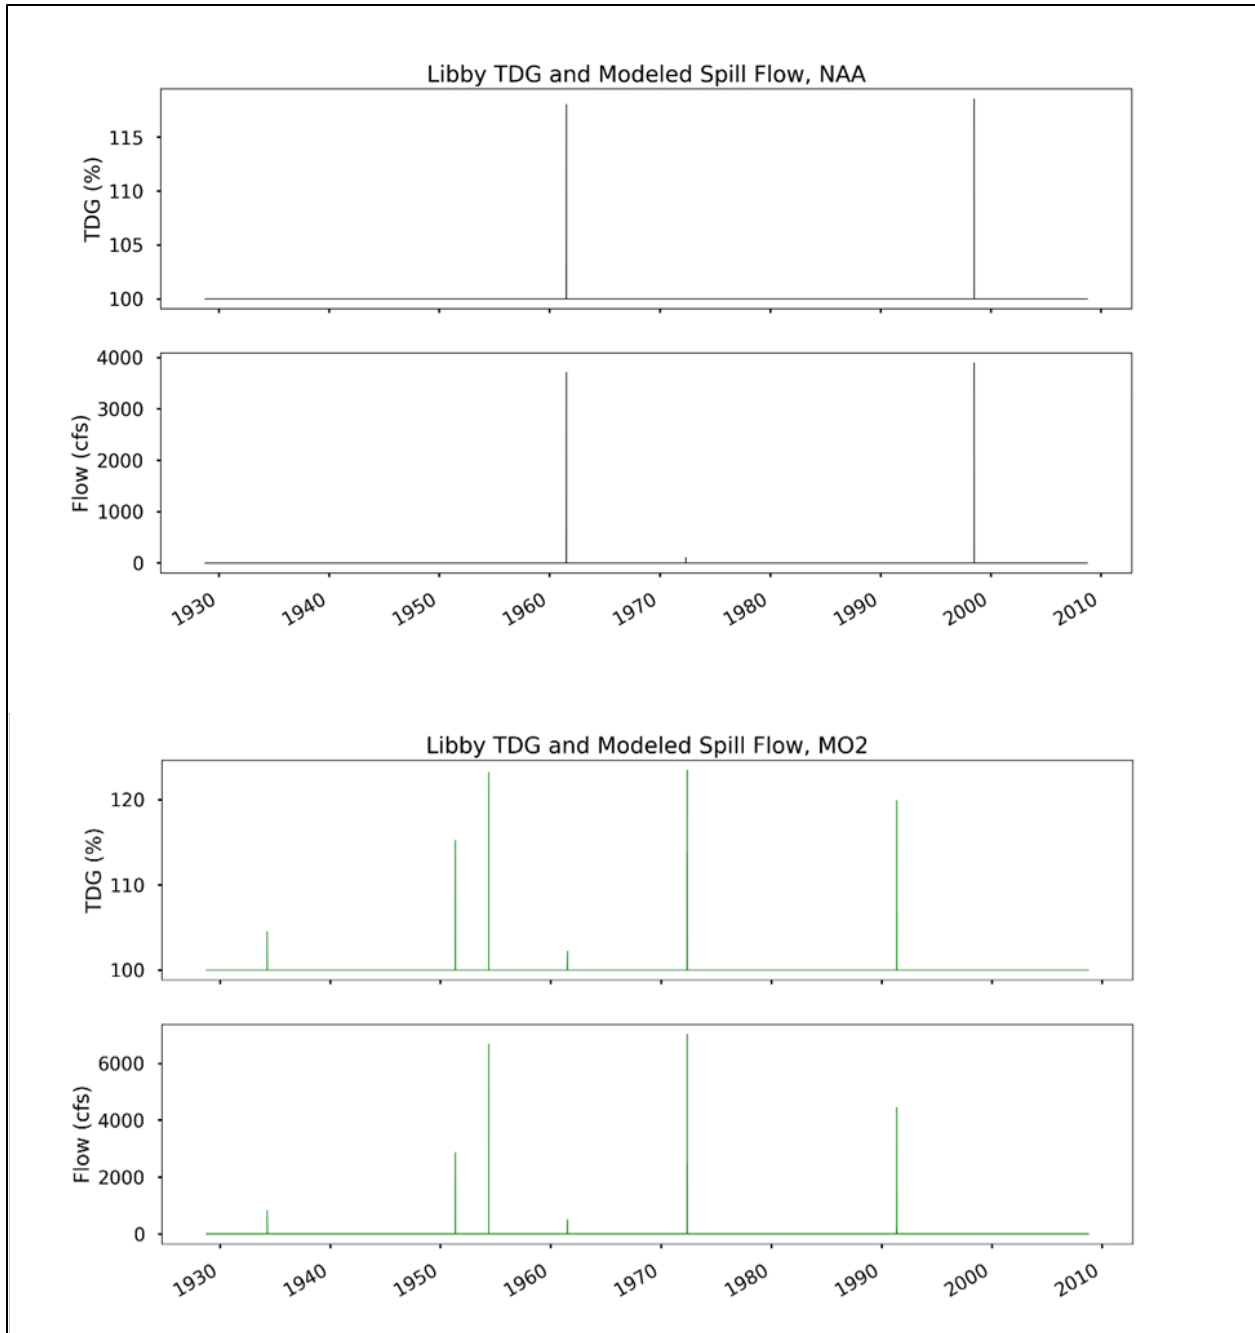 Libby TDG and Modeled Spill Flow, NAA
TDG (%)
115
110
105
100
Flow (cfs)
4000
3000
2000
1000
0
1930 1940 1950 1960 1970 1980 1990 2000 2010
Libby TDG and Modeled Spill Flow, MO2
TDG (%)
120
110
100
Flow (cfs)
6000
4000
2000
0
1930 1940 1950 1960 1970 1980 1990 2000 2010